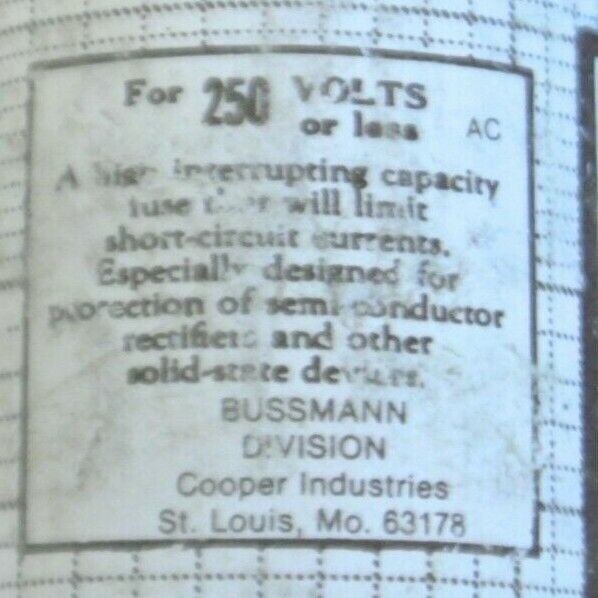 For 250 VOLTS
or less AC
A high interrupting capacity
fuse that will limit
short-circuit currents.
Especially designed for
protection of semi-conductor
rectifiers and other
solid-state devices.
BUSSMANN
DIVISION
Cooper Industries
St. Louis, Mo. 63178